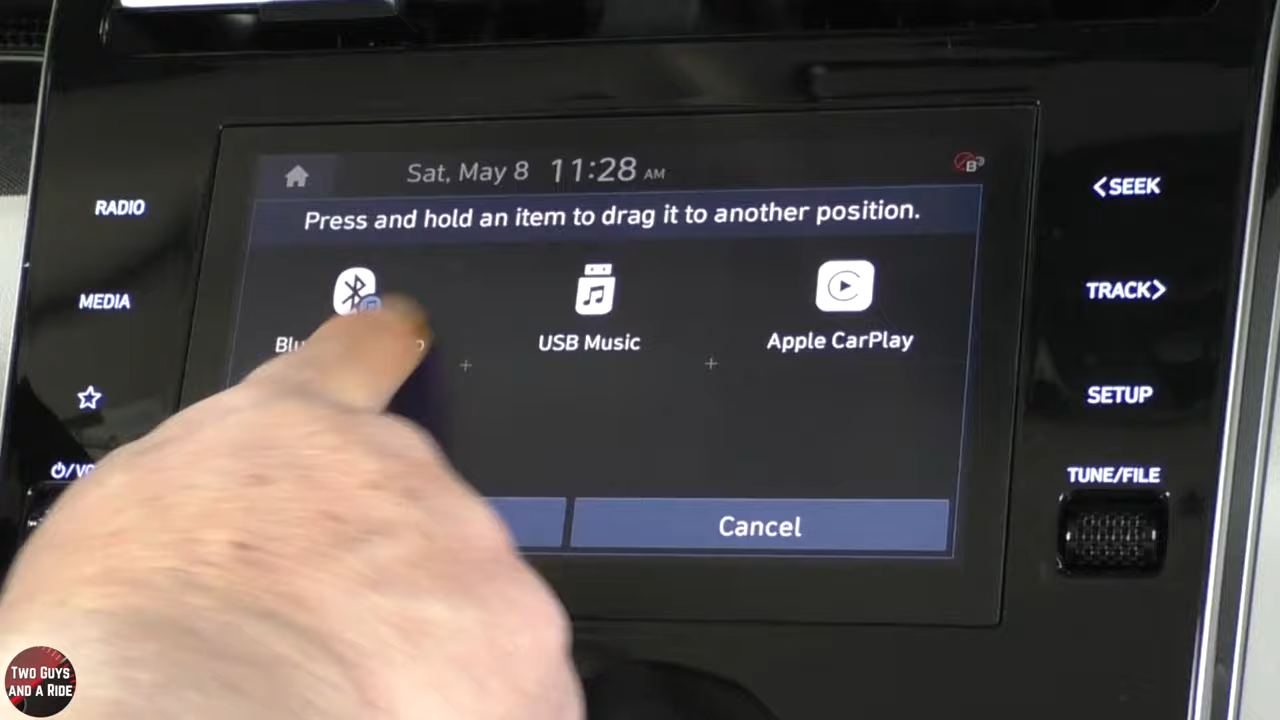 Sat, May 8 11:28 AM
Press and hold an item to drag it to another position.
USB Music
Apple CarPlay
Cancel
RADIO
MEDIA
<SEEK
TRACK>
SETUP
TUNE/FILE
TWO GUYS
AND A RIDE